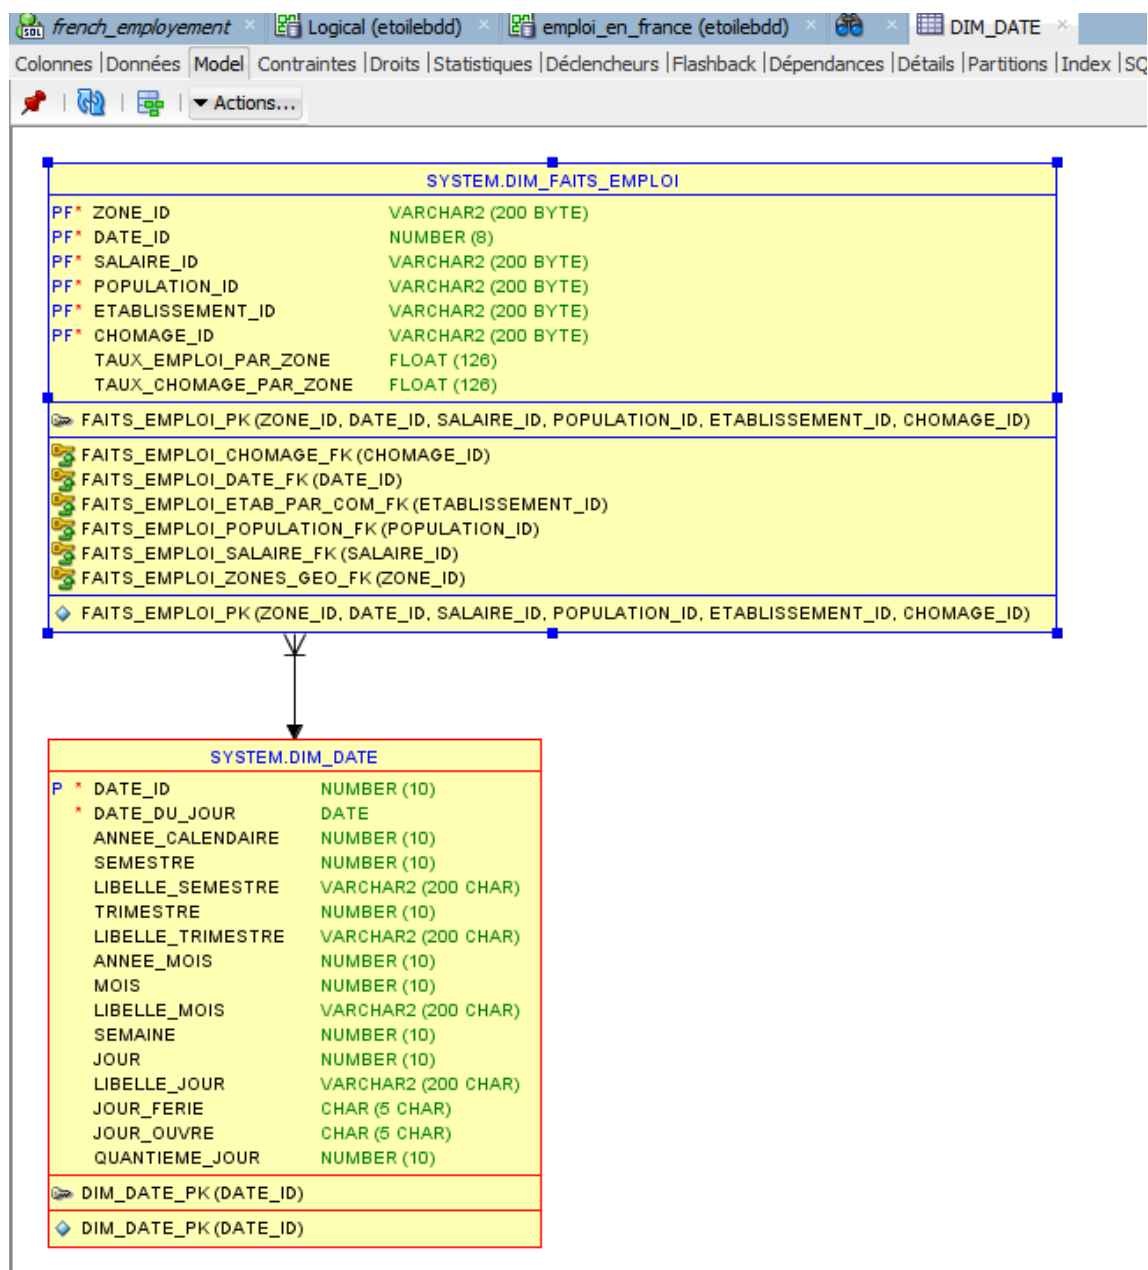 french_employement × Logical (etoilebdd) × emploi_en_france (etoilebdd) × × DIM_DATE ×
Colonnes |Données |Model| Contraintes |Droits |Statistiques |Déclencheurs |Flashback |Dépendances |Détails |Partitions |Index |SQ
Actions...
SYSTEM.DIM_FAITS_EMPLOI
PF* ZONE_ID VARCHAR2 (200 BYTE)
PF* DATE_ID NUMBER (8)
PF* SALAIRE_ID VARCHAR2 (200 BYTE)
PF* POPULATION_ID VARCHAR2 (200 BYTE)
PF* ETABLISSEMENT_ID VARCHAR2 (200 BYTE)
PF* CHOMAGE_ID VARCHAR2 (200 BYTE)
TAUX_EMPLOI_PAR_ZONE FLOAT (126)
TAUX_CHOMAGE_PAR_ZONE FLOAT (126)
FAITS_EMPLOI_PK (ZONE_ID, DATE_ID, SALAIRE_ID, POPULATION_ID, ETABLISSEMENT_ID, CHOMAGE_ID)
FAITS_EMPLOI_CHOMAGE_FK (CHOMAGE_ID)
FAITS_EMPLOI_DATE_FK (DATE_ID)
FAITS_EMPLOI_ETAB_PAR_COM_FK (ETABLISSEMENT_ID)
FAITS_EMPLOI_POPULATION_FK (POPULATION_ID)
FAITS_EMPLOI_SALAIRE_FK (SALAIRE_ID)
FAITS_EMPLOI_ZONES_GEO_FK (ZONE_ID)
FAITS_EMPLOI_PK (ZONE_ID, DATE_ID, SALAIRE_ID, POPULATION_ID, ETABLISSEMENT_ID, CHOMAGE_ID)
SYSTEM.DIM_DATE
P * DATE_ID NUMBER (10)
* DATE_DU_JOUR DATE
ANNEE_CALENDAIRE NUMBER (10)
SEMESTRE NUMBER (10)
LIBELLE_SEMESTRE VARCHAR2 (200 CHAR)
TRIMESTRE NUMBER (10)
LIBELLE_TRIMESTRE VARCHAR2 (200 CHAR)
ANNEE_MOIS NUMBER (10)
MOIS NUMBER (10)
LIBELLE_MOIS VARCHAR2 (200 CHAR)
SEMAINE NUMBER (10)
JOUR NUMBER (10)
LIBELLE_JOUR VARCHAR2 (200 CHAR)
JOUR_FERIE CHAR (5 CHAR)
JOUR_OUVRE CHAR (5 CHAR)
QUANTIEME_JOUR NUMBER (10)
DIM_DATE_PK (DATE_ID)
DIM_DATE_PK (DATE_ID)